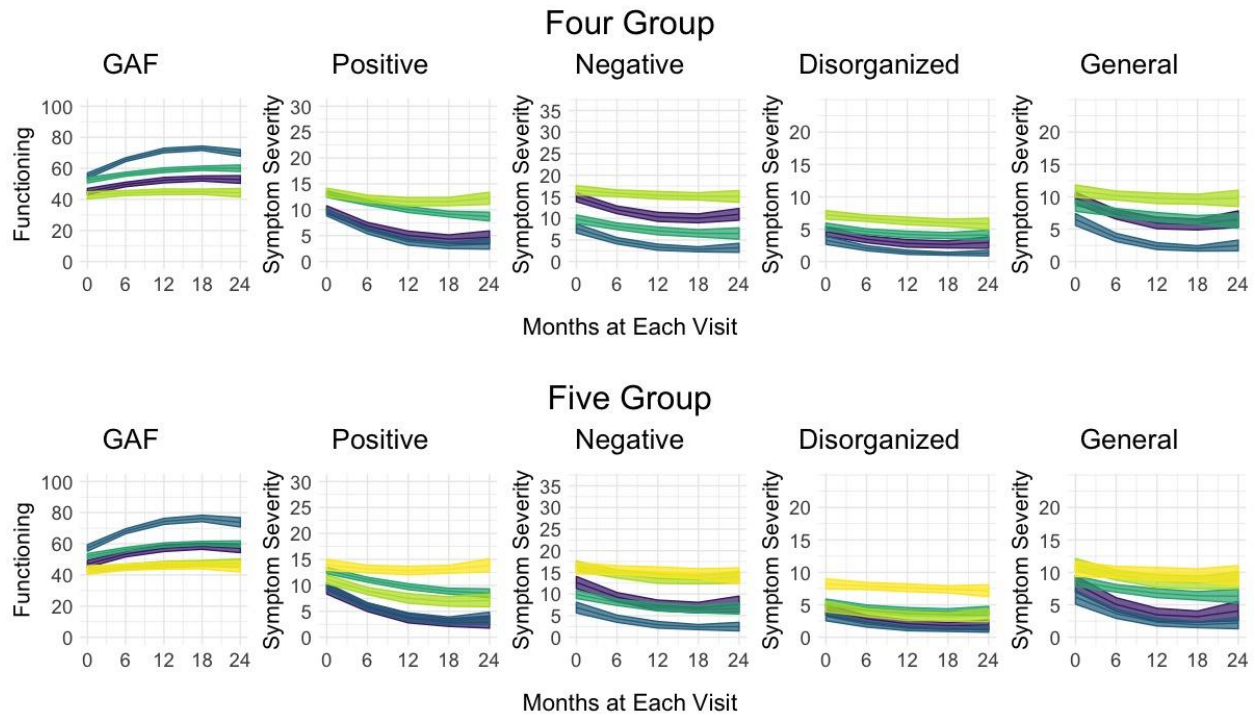 Four Group
GAF Positive Negative Disorganized General
Functioning
100
80
60
40
20
0
0 6 12 18 24
Symptom Severity
30
25
20
15
10
5
0
0 6 12 18 24
Symptom Severity
35
30
25
20
15
10
5
0
0 6 12 18 24
Symptom Severity
20
15
10
5
0
0 6 12 18 24
Symptom Severity
20
15
10
5
0
0 6 12 18 24
Months at Each Visit
Five Group
GAF Positive Negative Disorganized General
Functioning
100
80
60
40
20
0
0 6 12 18 24
Symptom Severity
30
25
20
15
10
5
0
0 6 12 18 24
Symptom Severity
35
30
25
20
15
10
5
0
0 6 12 18 24
Symptom Severity
20
15
10
5
0
0 6 12 18 24
Symptom Severity
20
15
10
5
0
0 6 12 18 24
Months at Each Visit